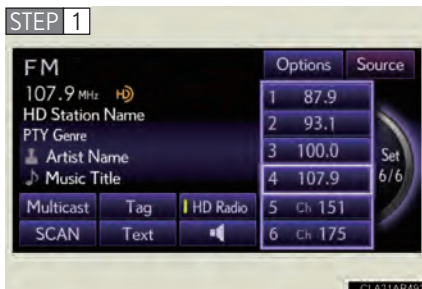 STEP 1
FM
Options
Source
107.9 MHz HD
HD Station Name
PTY Genre
Artist Name
Music Title
1 87.9
2 93.1
3 100.0
4 107.9
5 Ch 151
6 Ch 175
Set
6/6
Multicast
Tag
HD Radio
SCAN
Text